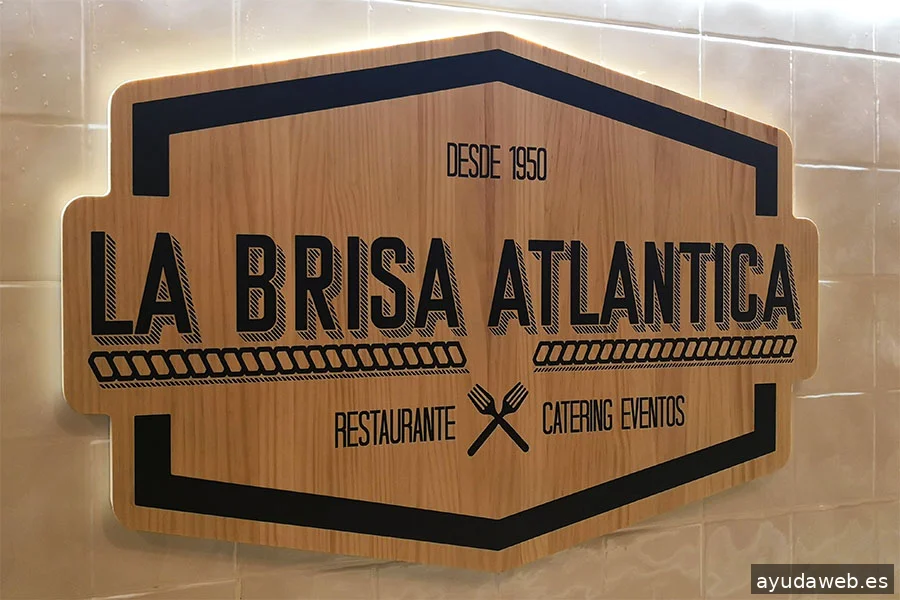 DESDE 1950
LA BRISA ATLANTICA
RESTAURANTE CATERING EVENTOS
ayudaweb.es